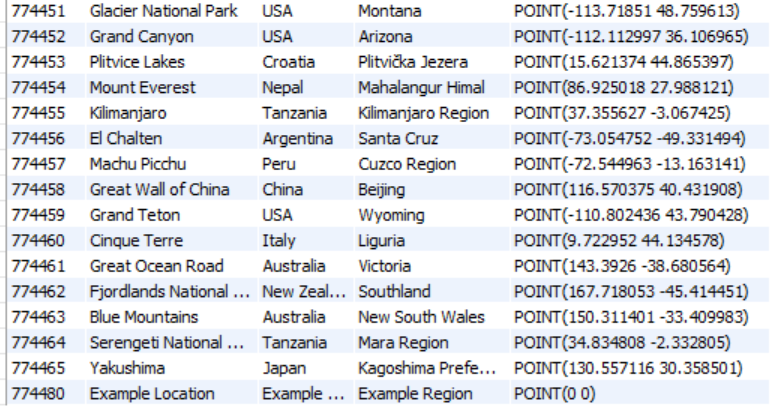 774451 Glacier National Park USA Montana POINT(-113.71851 48.759613)
774452 Grand Canyon USA Arizona POINT(-112.112997 36.106965)
774453 Plitvice Lakes Croatia Plitvička Jezera POINT(15.621374 44.865397)
774454 Mount Everest Nepal Mahalangur Himal POINT(86.925018 27.988121)
774455 Kilimanjaro Tanzania Kilimanjaro Region POINT(37.355627 -3.067425)
774456 El Chalten Argentina Santa Cruz POINT(-73.054752 -49.331494)
774457 Machu Picchu Peru Cuzco Region POINT(-72.544963 -13.163141)
774458 Great Wall of China China Beijing POINT(116.570375 40.431908)
774459 Grand Teton USA Wyoming POINT(-110.802436 43.790428)
774460 Cinque Terre Italy Liguria POINT(9.722952 44.134578)
774461 Great Ocean Road Australia Victoria POINT(143.3926 -38.680564)
774462 Fjordlands National ... New Zeal... Southland POINT(167.718053 -45.414451)
774463 Blue Mountains Australia New South Wales POINT(150.311401 -33.409983)
774464 Serengeti National ... Tanzania Mara Region POINT(34.834808 -2.332805)
774465 Yakushima Japan Kagoshima Prefe... POINT(130.557116 30.358501)
774480 Example Location Example ... Example Region POINT(0 0)